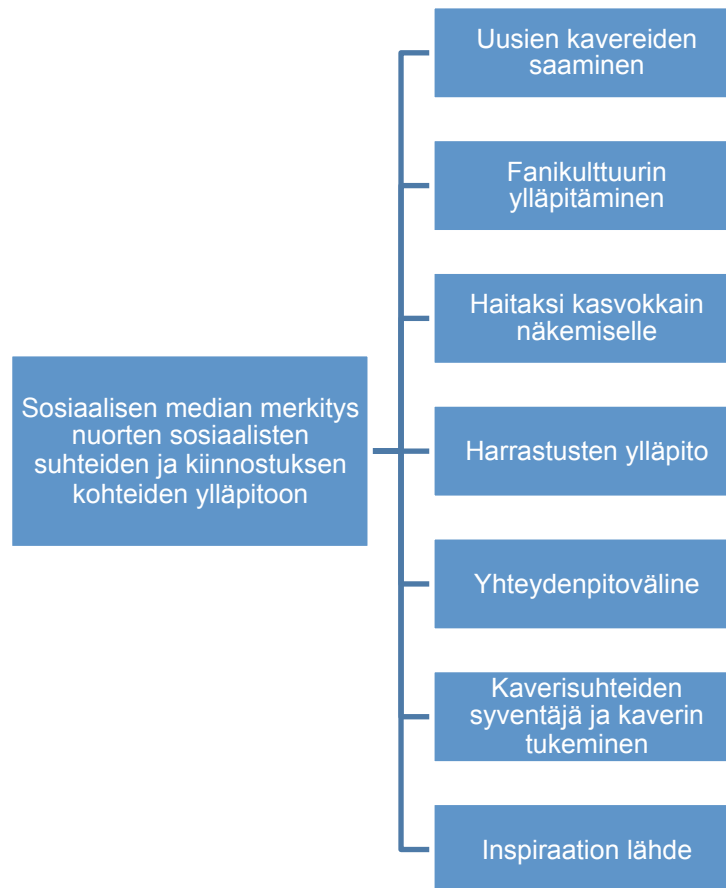 Uusien kavereiden
saaminen
Fanikulttuurin
ylläpitäminen
Haitaksi kasvokkain
näkemiselle
Sosiaalisen median merkitys
nuorten sosiaalisten
suhteiden ja kiinnostuksen
kohteiden ylläpitoon
Harrastusten ylläpito
Yhteydenpitoväline
Kaverisuhteiden
syventäjä ja kaverin
tukeminen
Inspiraation lähde